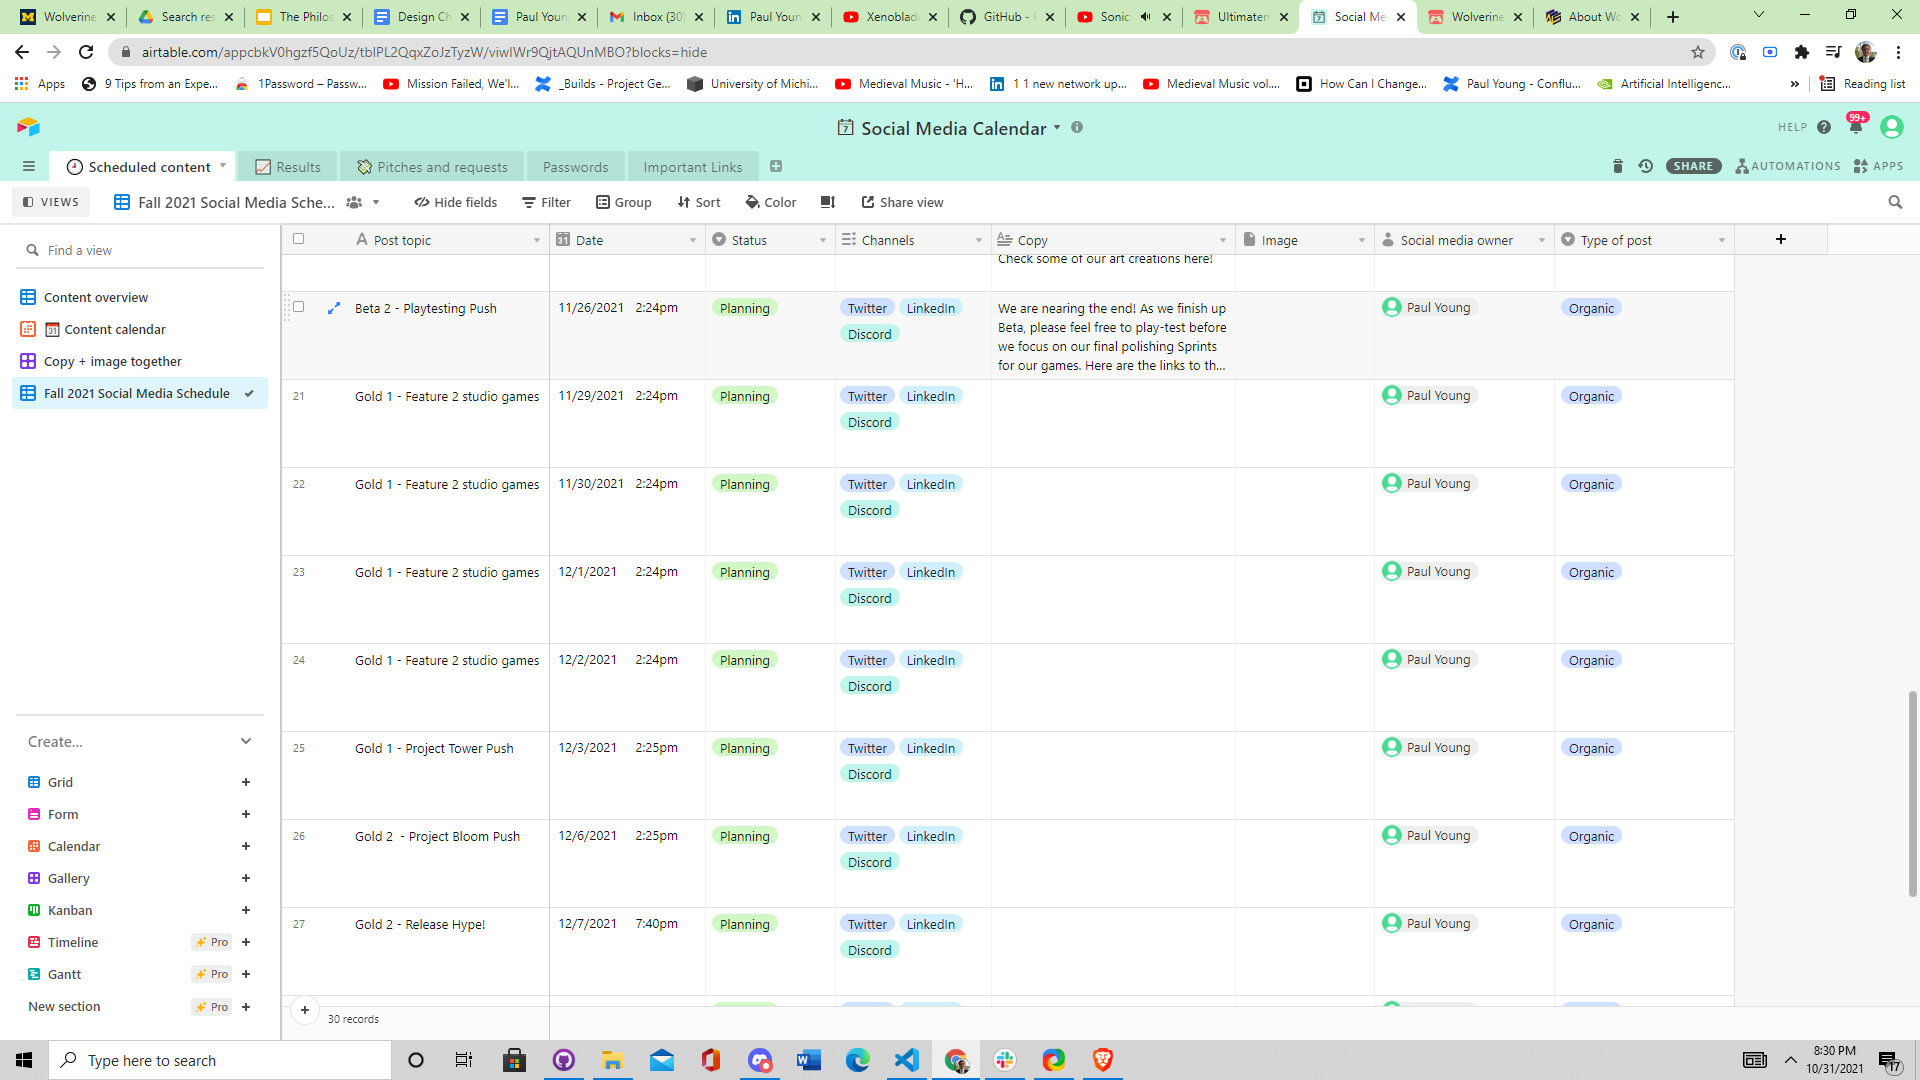 Wolverine
Search res
The Philos
Design Ch
Paul Youn
Inbox (30)
Paul Youn
Xenoblad
GitHub - 
Sonic
Ultimatem
Social Me
Wolverine
About Wo
airtable.com/appcbkV0hgzf5QoUz/tblPL2QqxZoJzTyzW/viwIWr9QjtAQUnMBO?blocks=hide
Apps
9 Tips from an Expe...
1Password – Passw...
Mission Failed, We'l...
_Builds - Project Ge...
University of Michi...
Medieval Music - 'H...
1 1 new network up...
Medieval Music vol....
How Can I Change...
Paul Young - Conflu...
Artificial Intelligenc...
Reading list
Social Media Calendar
HELP
99+
Scheduled content
Results
Pitches and requests
Passwords
Important Links
SHARE
AUTOMATIONS
APPS
VIEWS
Fall 2021 Social Media Sche...
Hide fields
Filter
Group
Sort
Color
Share view
Find a view
Content overview
Content calendar
Copy + image together
Fall 2021 Social Media Schedule
Create...
Grid
Form
Calendar
Gallery
Kanban
Timeline Pro
Gantt Pro
New section Pro
Post topic Date Status Channels Copy Image Social media owner Type of post
Check some of our art creations here!
Beta 2 - Playtesting Push 11/26/2021 2:24pm Planning Twitter LinkedIn Discord
We are nearing the end! As we finish up
Beta, please feel free to play-test before
we focus on our final polishing Sprints
for our games. Here are the links to th...
Paul Young Organic
21 Gold 1 - Feature 2 studio games 11/29/2021 2:24pm Planning Twitter LinkedIn Paul Young Organic
Discord
22 Gold 1 - Feature 2 studio games 11/30/2021 2:24pm Planning Twitter LinkedIn Paul Young Organic
Discord
23 Gold 1 - Feature 2 studio games 12/1/2021 2:24pm Planning Twitter LinkedIn Paul Young Organic
Discord
24 Gold 1 - Feature 2 studio games 12/2/2021 2:24pm Planning Twitter LinkedIn Paul Young Organic
Discord
25 Gold 1 - Project Tower Push 12/3/2021 2:25pm Planning Twitter LinkedIn Paul Young Organic
Discord
26 Gold 2 - Project Bloom Push 12/6/2021 2:25pm Planning Twitter LinkedIn Paul Young Organic
Discord
27 Gold 2 - Release Hype! 12/7/2021 7:40pm Planning Twitter LinkedIn Paul Young Organic
Discord
30 records
Type here to search
8:30 PM
10/31/2021
17